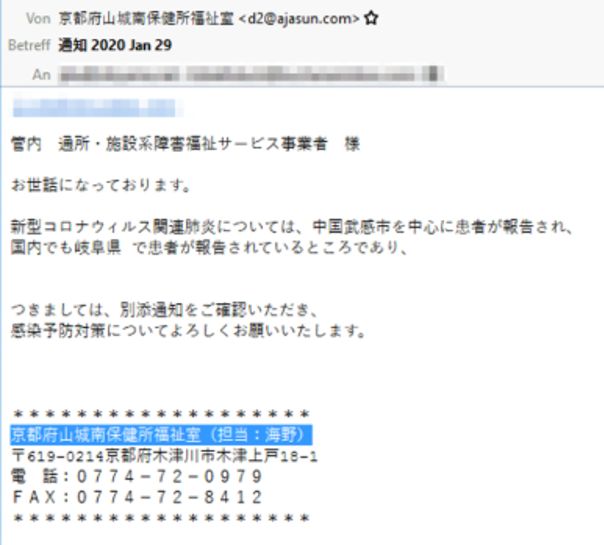 Von 京都府山城南保健所福祉室 <d2@ajasun.com>
Betreff 通知 2020 Jan 29
An
管内　通所・施設系障害福祉サービス事業者　様
お世話になっております。
新型コロナウィルス関連肺炎については、中国武感市を中心に患者が報告され、
国内でも岐阜県 で患者が報告されているところであり、
つきましては、別添通知をご確認いただき、
感染予防対策についてよろしくお願いいたします。
＊＊＊＊＊＊＊＊＊＊＊＊＊＊＊＊＊＊＊
京都府山城南保健所福祉室（担当：海野）
〒619-0214京都府木津川市木津上戸18-1
電　話：０７７４－７２－０９７９
ＦＡＸ：０７７４－７２－８４１２
＊＊＊＊＊＊＊＊＊＊＊＊＊＊＊＊＊＊＊